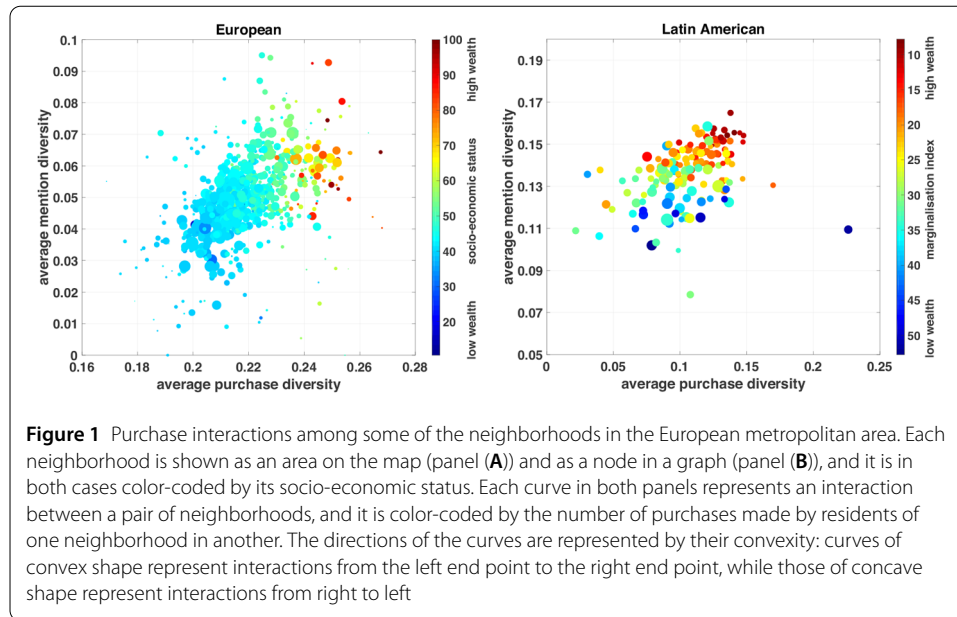 European
0.1
0.09
0.08
0.07
0.06
0.05
0.04
0.03
0.02
0.01
0
0.16
0.18
0.2
0.22
0.24
0.26
0.28
average mention diversity
average purchase diversity
100
90
80
70
60
50
40
30
20
high wealth
socio-economic status
low wealth
Latin American
0.19
0.17
0.15
0.13
0.11
0.09
0.07
0.05
0
0.05
0.1
0.15
0.2
0.25
average mention diversity
average purchase diversity
10
15
20
25
30
35
40
45
50
high wealth
marginalisation index
low wealth
Figure 1 Purchase interactions among some of the neighborhoods in the European metropolitan area. Each
neighborhood is shown as an area on the map (panel (A)) and as a node in a graph (panel (B)), and it is in
both cases color-coded by its socio-economic status. Each curve in both panels represents an interaction
between a pair of neighborhoods, and it is color-coded by the number of purchases made by residents of
one neighborhood in another. The directions of the curves are represented by their convexity: curves of
convex shape represent interactions from the left end point to the right end point, while those of concave
shape represent interactions from right to left